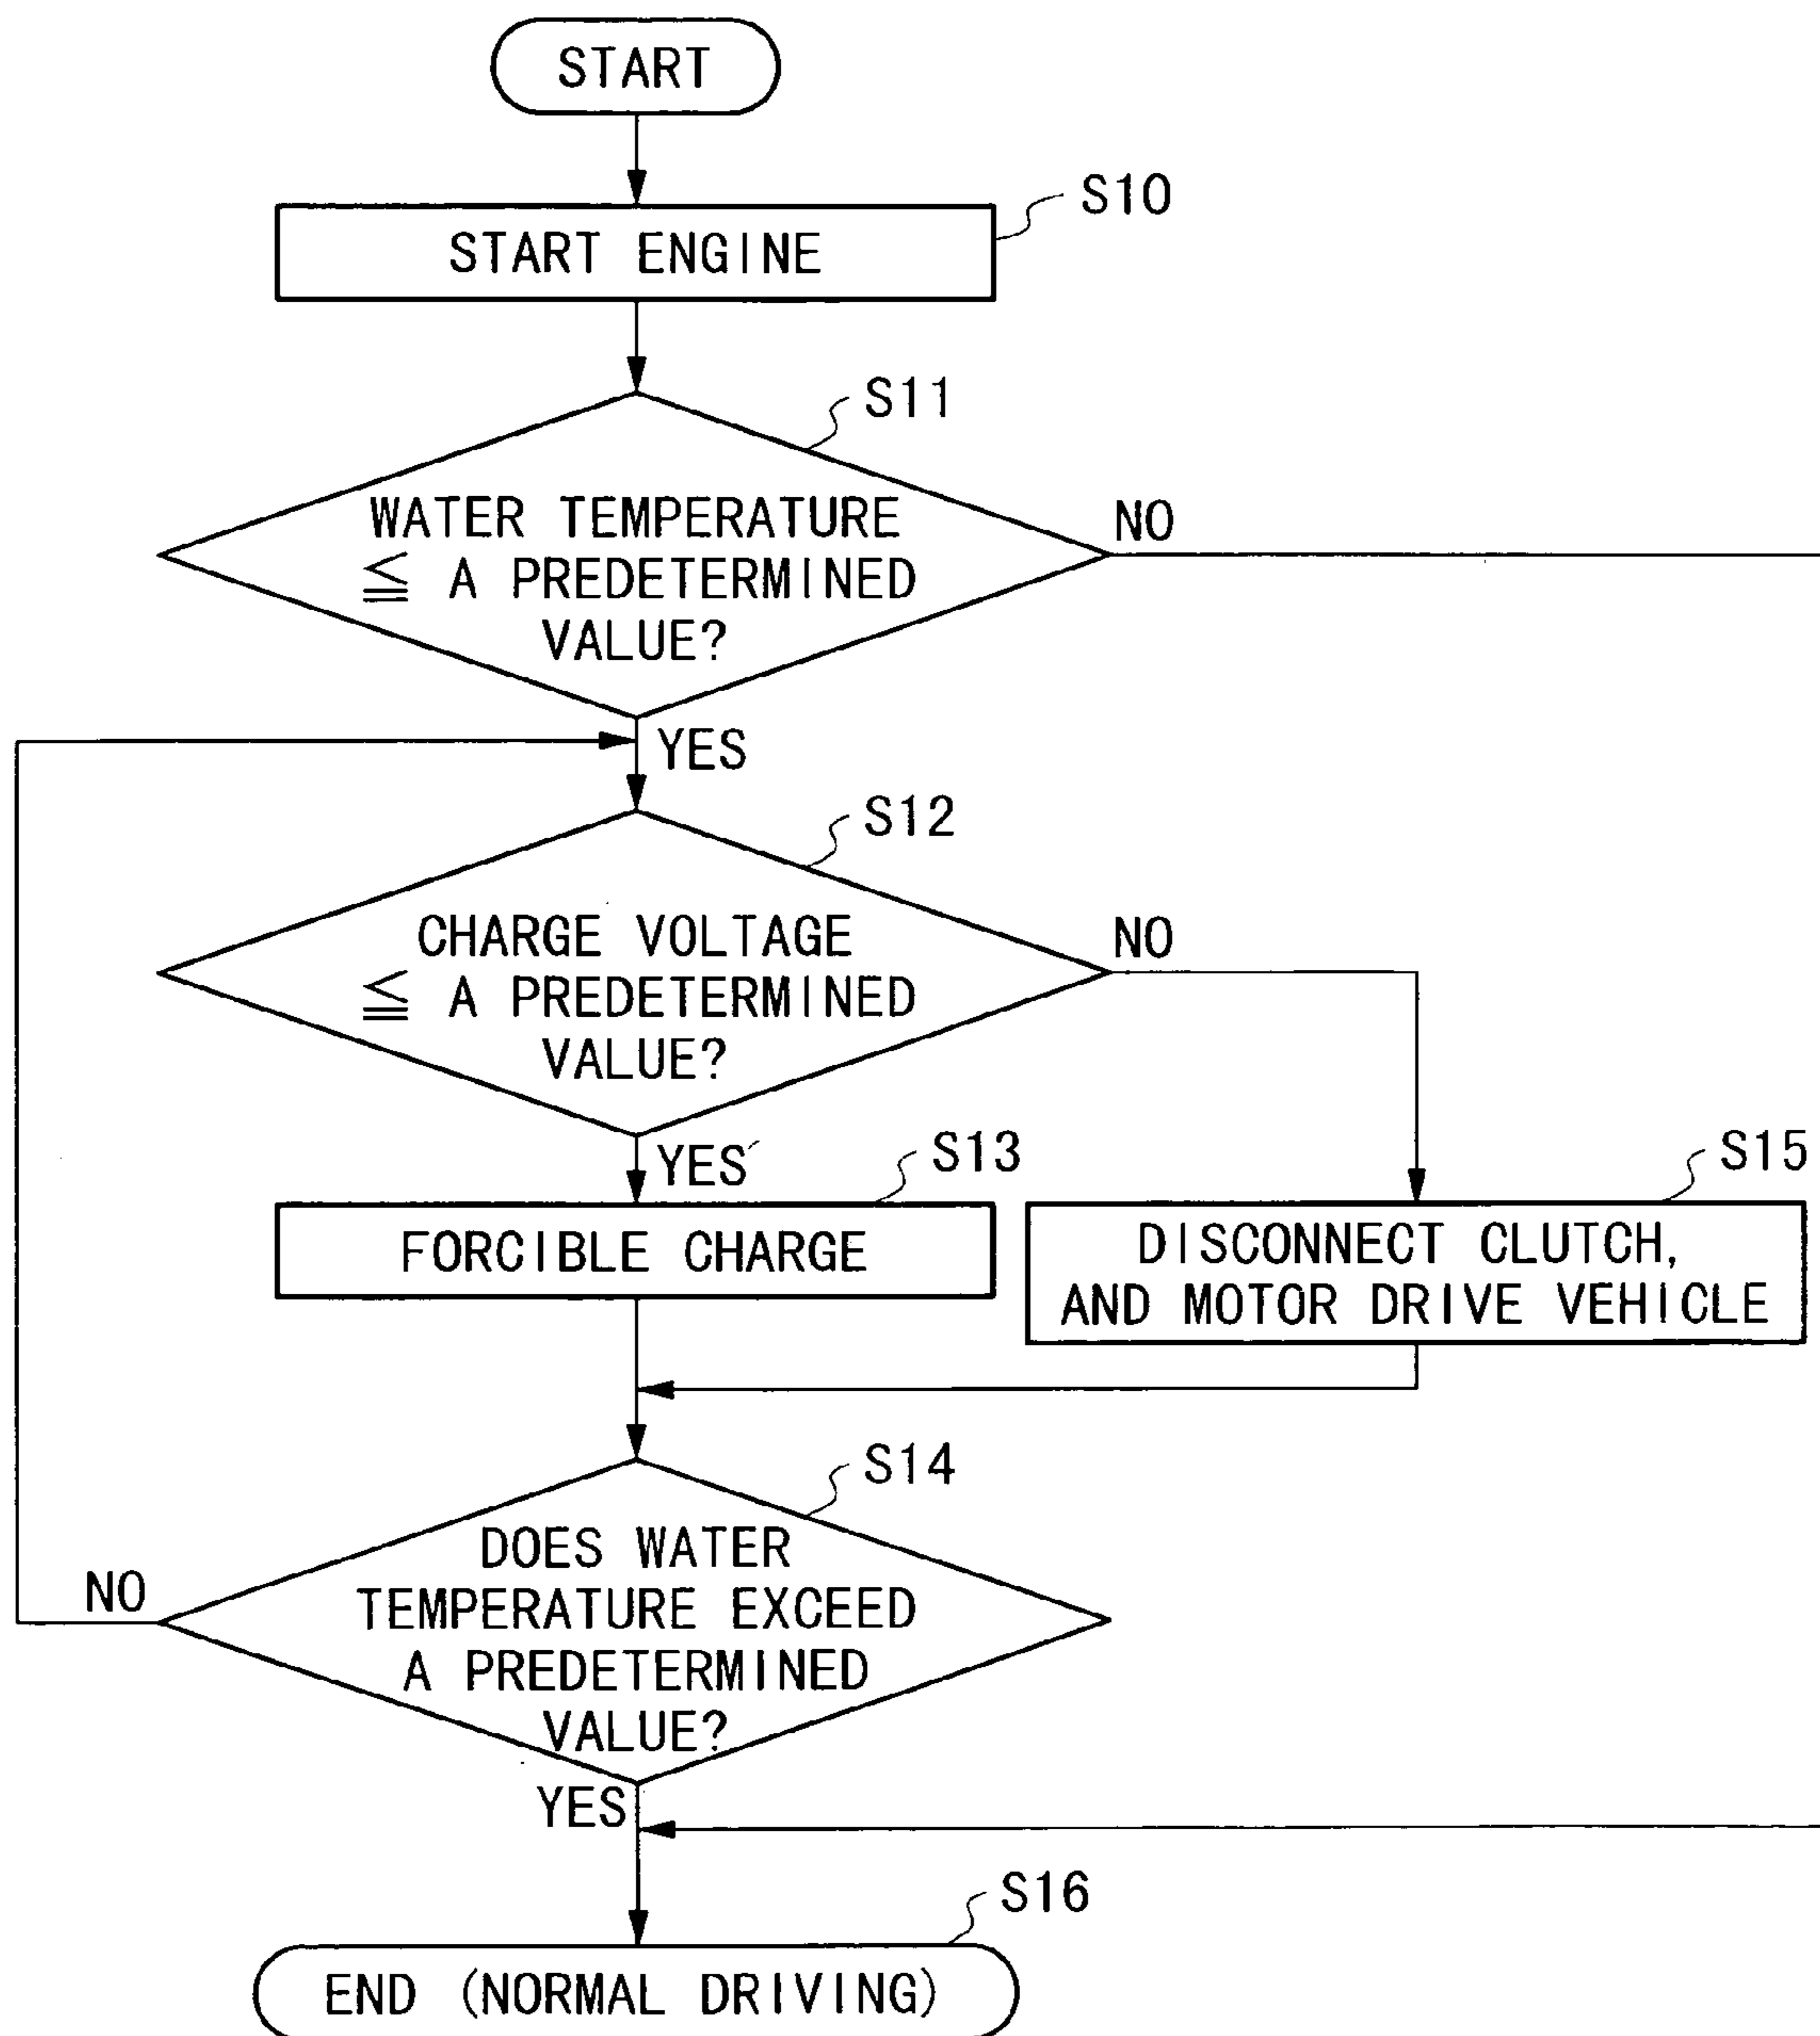 START
S10
START ENGINE
S11
WATER TEMPERATURE
≦ A PREDETERMINED
VALUE?
NO
YES
S12
CHARGE VOLTAGE
≦ A PREDETERMINED
VALUE?
NO
YES
S13
FORCIBLE CHARGE
S15
DISCONNECT CLUTCH,
AND MOTOR DRIVE VEHICLE
S14
DOES WATER
TEMPERATURE EXCEED
A PREDETERMINED
VALUE?
NO
YES
S16
END (NORMAL DRIVING)